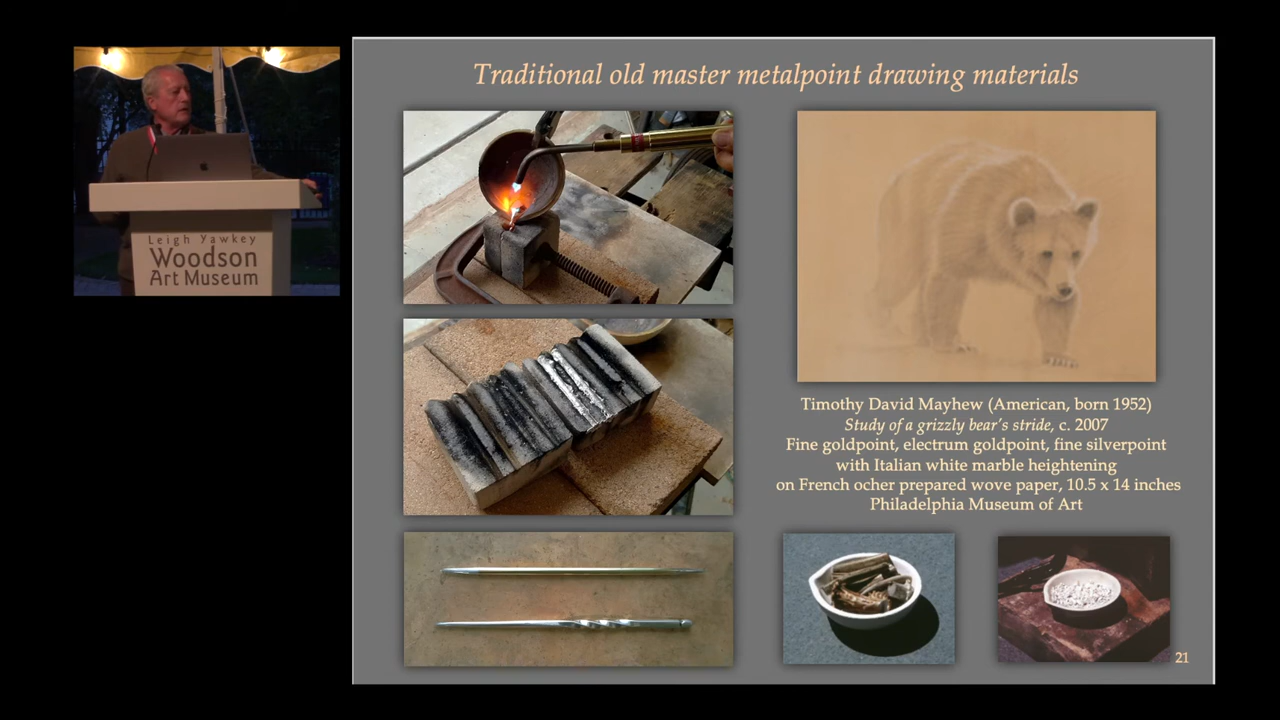 Traditional old master metalpoint drawing materials
Leigh Yawkey
Woodson
Art Museum
Timothy David Mayhew (American, born 1952)
Study of a grizzly bear's stride, c. 2007
Fine goldpoint, electrum goldpoint, fine silverpoint
with Italian white marble heightening
on French ocher prepared wove paper, 10.5 x 14 inches
Philadelphia Museum of Art
21